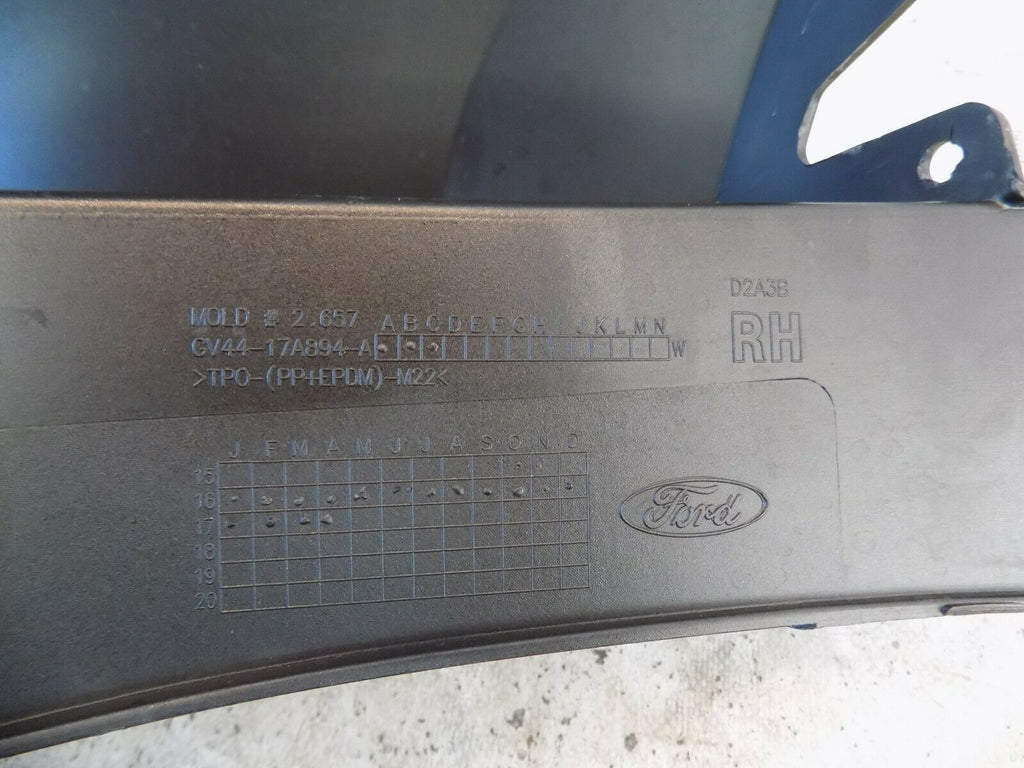 D2A3B
MOLD # 2.657 A B C D E F G H I J K L M N
GV44-17A894-A W
RH
>TPO-(PP+EPDM)-M22<
J F M A M J J A S O N D
15
16
17
18
19
20
Ford